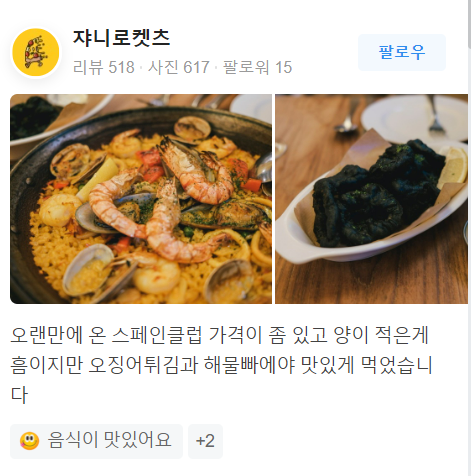 쟈니로켓츠
리뷰 518 · 사진 617 · 팔로워 15
팔로우
오랜만에 온 스페인클럽 가격이 좀 있고 양이 적은게
흠이지만 오징어튀김과 해물빠에야 맛있게 먹었습니
다
음식이 맛있어요
+2